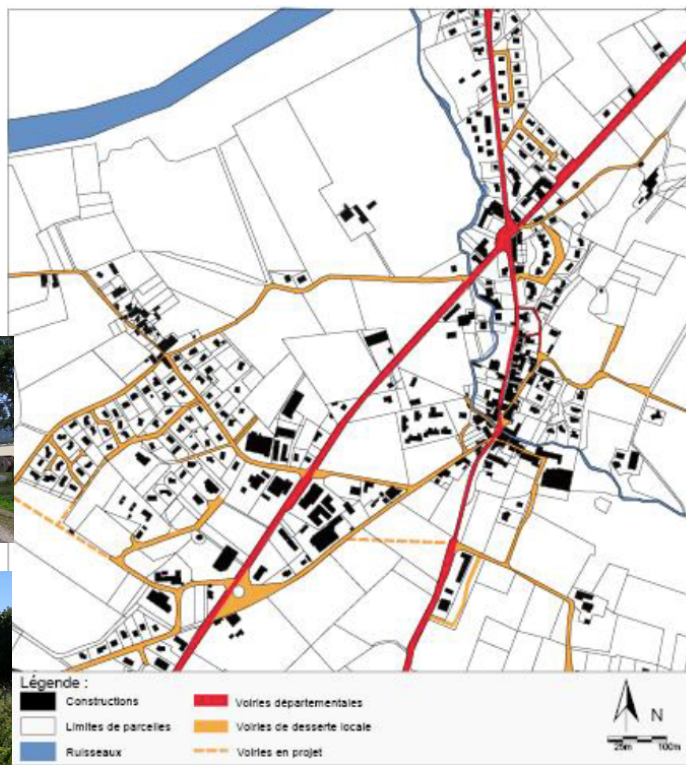 Légende :
Constructions
Voiries départementales
Limites de parcelles
Voiries de desserte locale
Ruisseaux
Voiries en projet
N
25m 100m